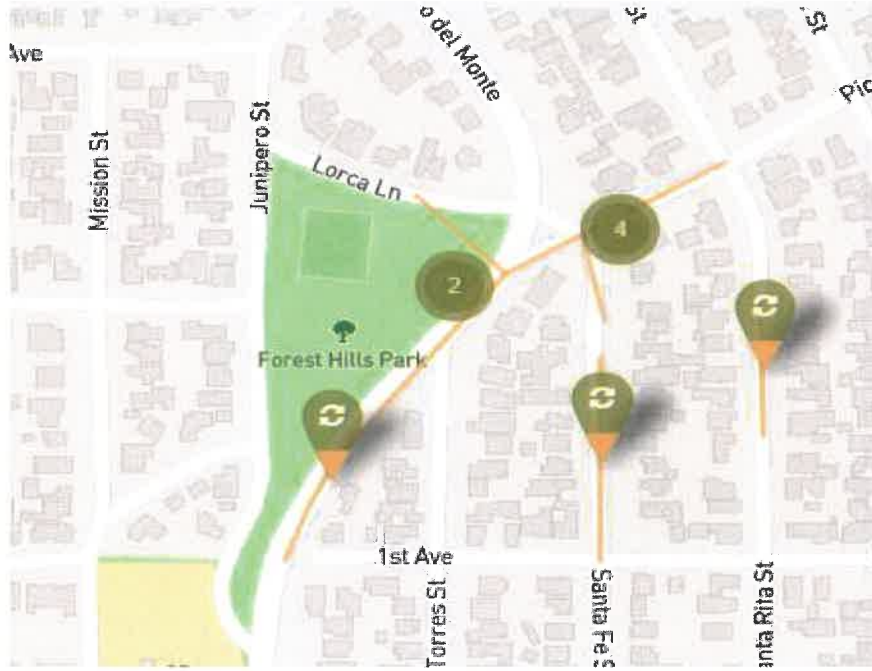 o del Monte
St
St
Ave
Pic
Junipero St
Mission St
Lorca Ln
4
2
Forest Hills Park
1st Ave
Torres St
Santa Fe S
nta Rita St